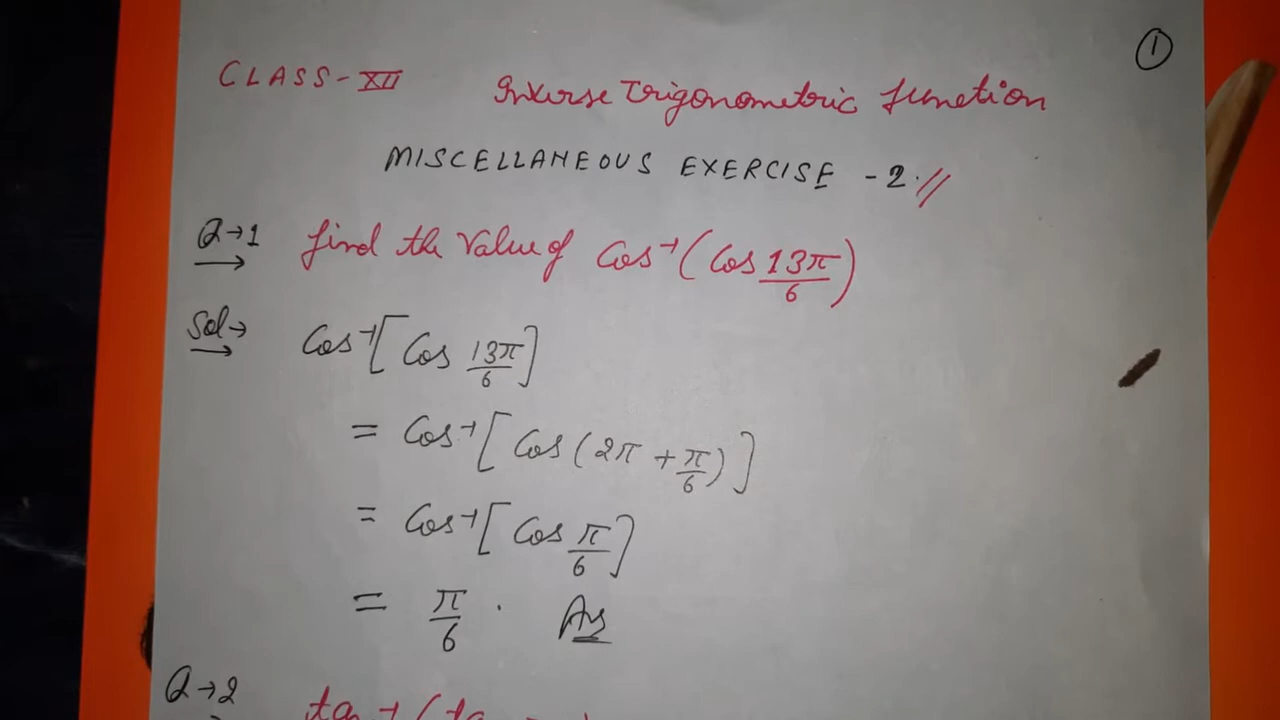 ①
CLASS-XII Inverse Trigonometric function
MISCELLANEOUS EXERCISE - 2.//
Q→1 find the Value of Cos⁻¹(Cos 13π/6)
Sol→ Cos⁻¹[Cos 13π/6]
= Cos⁻¹[Cos(2π + π/6)]
= Cos⁻¹[Cos π/6]
= π/6 . Ans
Q→2